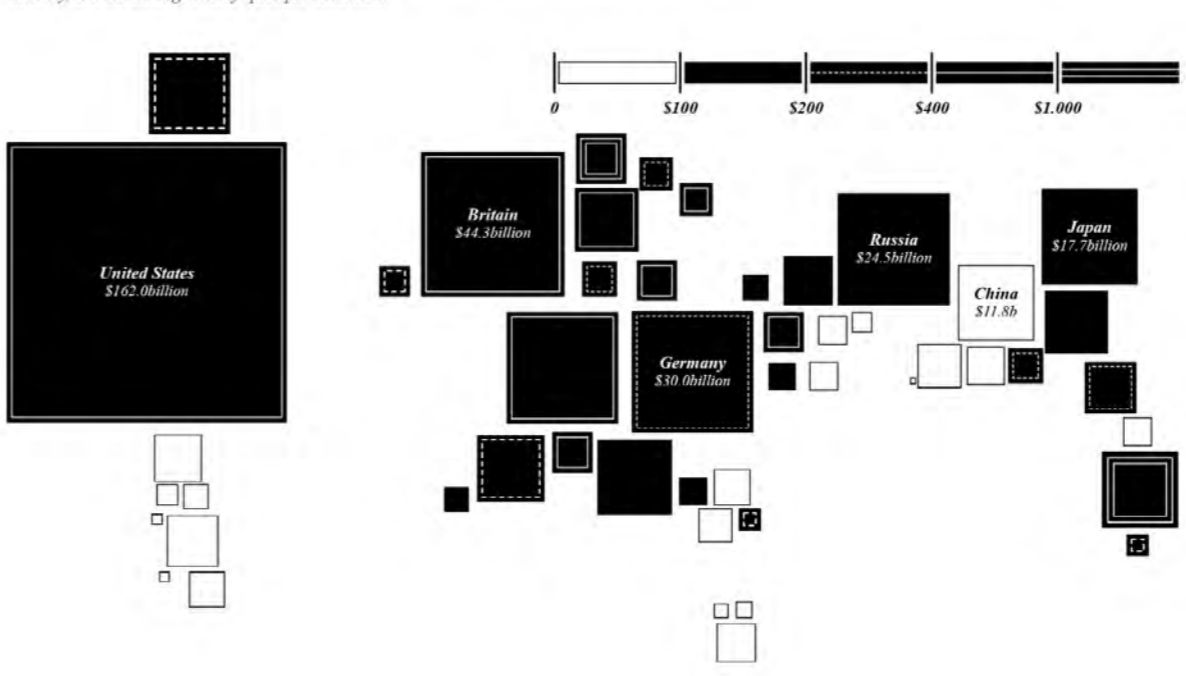 0 $100 $200 $400 $1.000
Britain
$44.3billion
Russia
$24.5billion
Japan
$17.7billion
United States
$162.0billion
China
$11.8b
Germany
$30.0billion